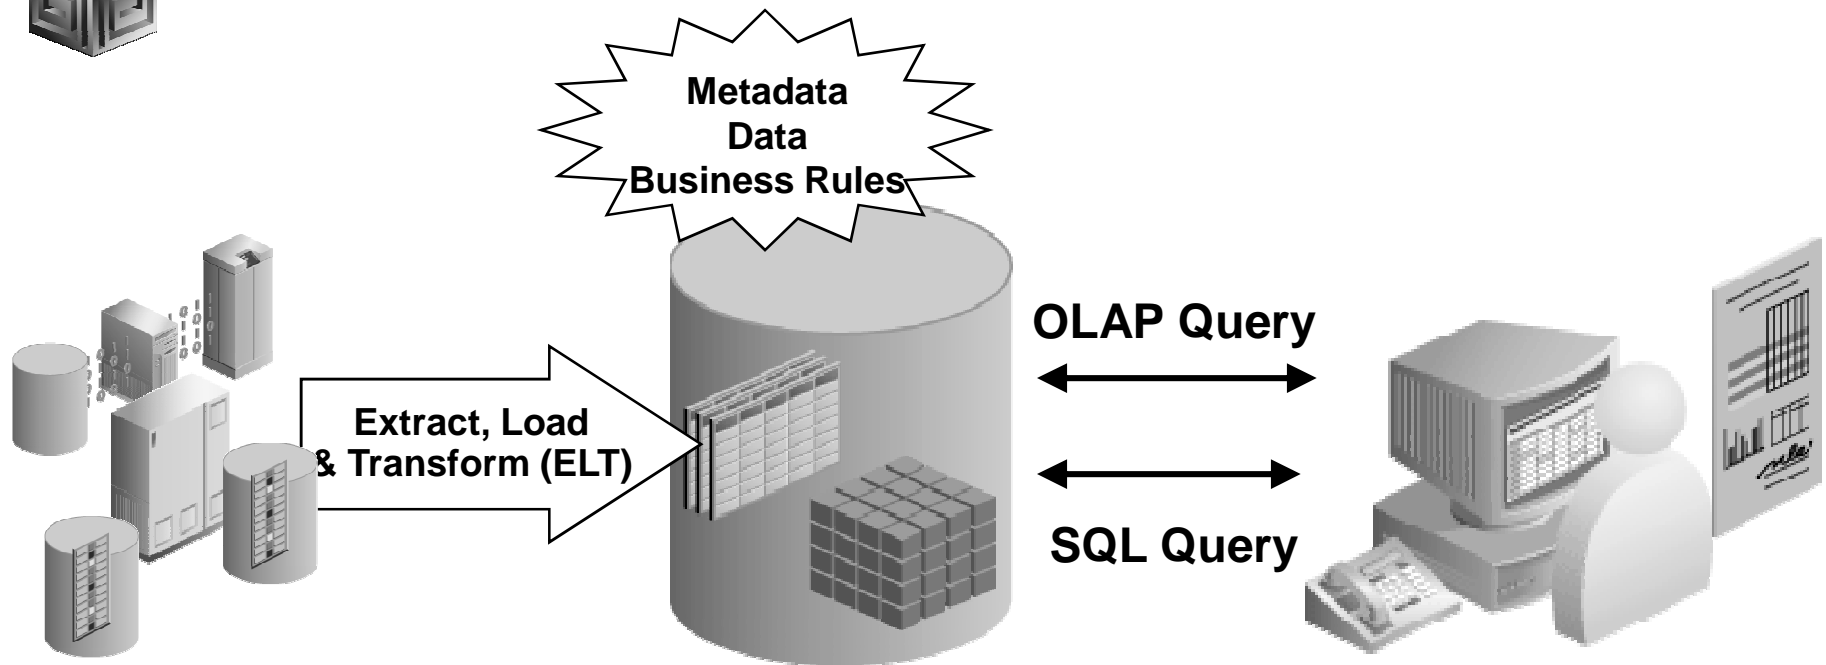 Metadata
Data
Business Rules
Extract, Load
& Transform (ELT)
OLAP Query
SQL Query